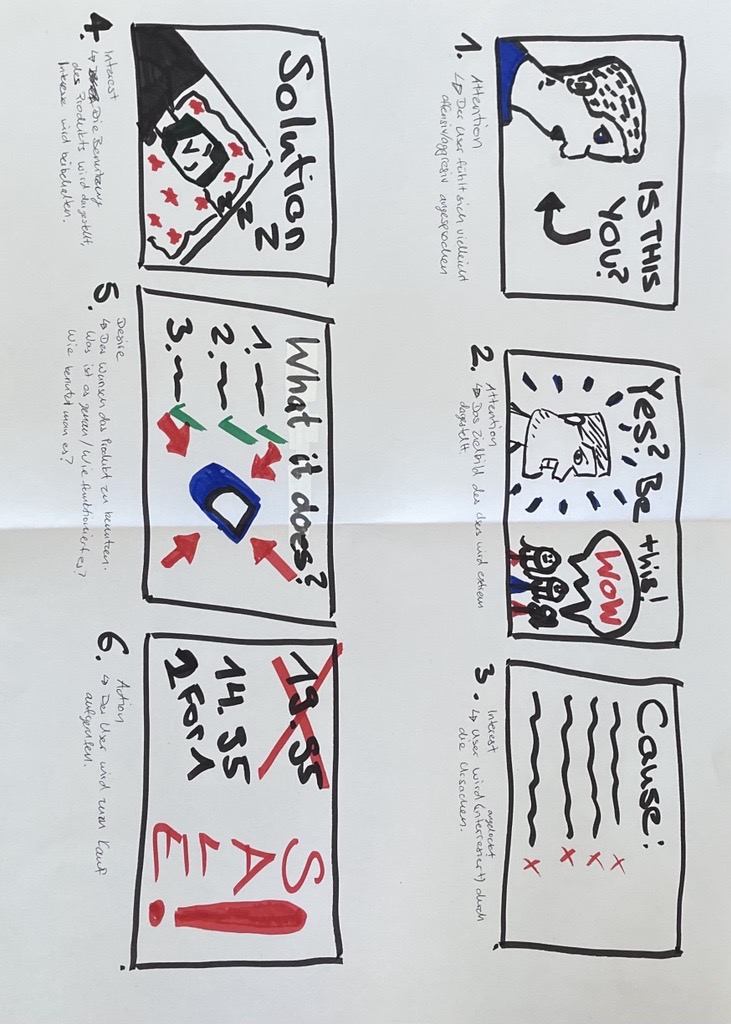 IS THIS
YOU?
1. Attention
↳ Der User fühlt sich vielleicht
offensiv/aggresiv angesprochen
Yes? Be this!
WOW
2. Attention
↳ Das Zielbild des Users wird extrem
dargestellt.
Cause:
3. Interest
angelockt
↳ User wird (interresiert) durch
die Ursachen.
Solution
Z
Z
Z
4. Interest
↳ Die Benutzung
des Produkts wird dargestellt,
Interesse wird beibehalten.
What it does?
1.
2.
3.
5. Desire
↳ Der Wunsch das Produkt zu benutzen.
Was ist es genau/Wie funktioniert es?
Wie benutzt man es?
19.95
14.95
2 FOR 1
SALE!
6. Action
↳ Der User wird zum Kauf
aufgerufen.